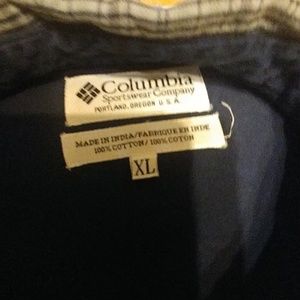 Columbia
Sportswear Company
PORTLAND, OREGON U.S.A
MADE IN INDIA/FABRIQUE EN INDE
100% COTTON/100% COTON
XL